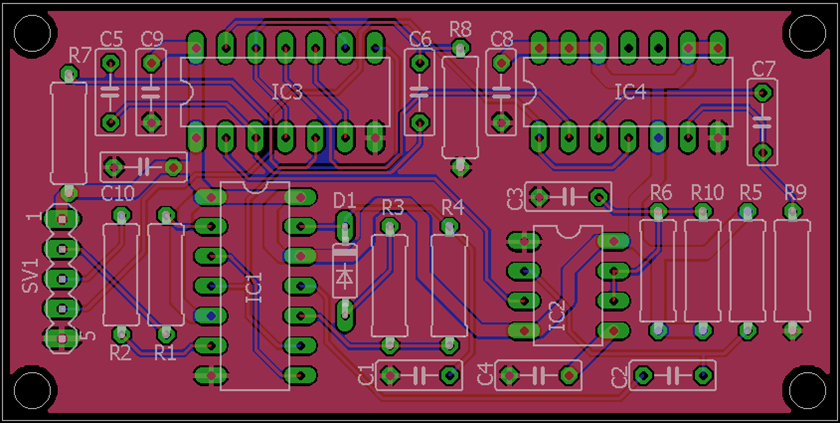 R7 C5 C9 C6 R8 C8 C7
IC3 IC4
C10 D1 C3 R6 R10 R5 R9
1 R3 R4
SV1 IC1 IC2
5
R2 R1 C1 C4 C2